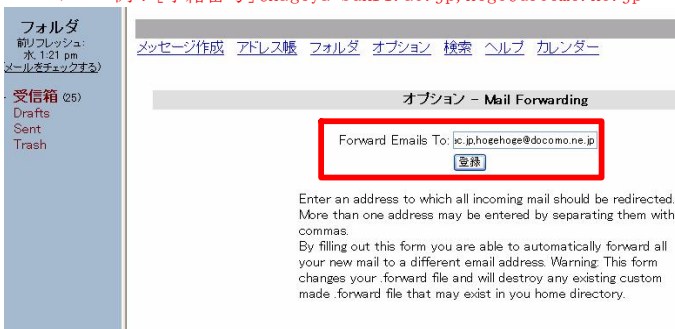 フォルダ
前リフレッシュ:
水, 1:21 pm
(メールをチェックする)
受信箱 (25)
Drafts
Sent
Trash
メッセージ作成 アドレス帳 フォルダ オプション 検索 ヘルプ カレンダー
オプション - Mail Forwarding
Forward Emails To: c.jp,hogehoge@docomo.ne.jp
登録
Enter an address to which all incoming mail should be redirected.
More than one address may be entered by separating them with
commas.
By filling out this form you are able to automatically forward all
your new mail to a different email address. Warning: This form
changes your .forward file and will destroy any existing custom
made .forward file that may exist in you home directory.